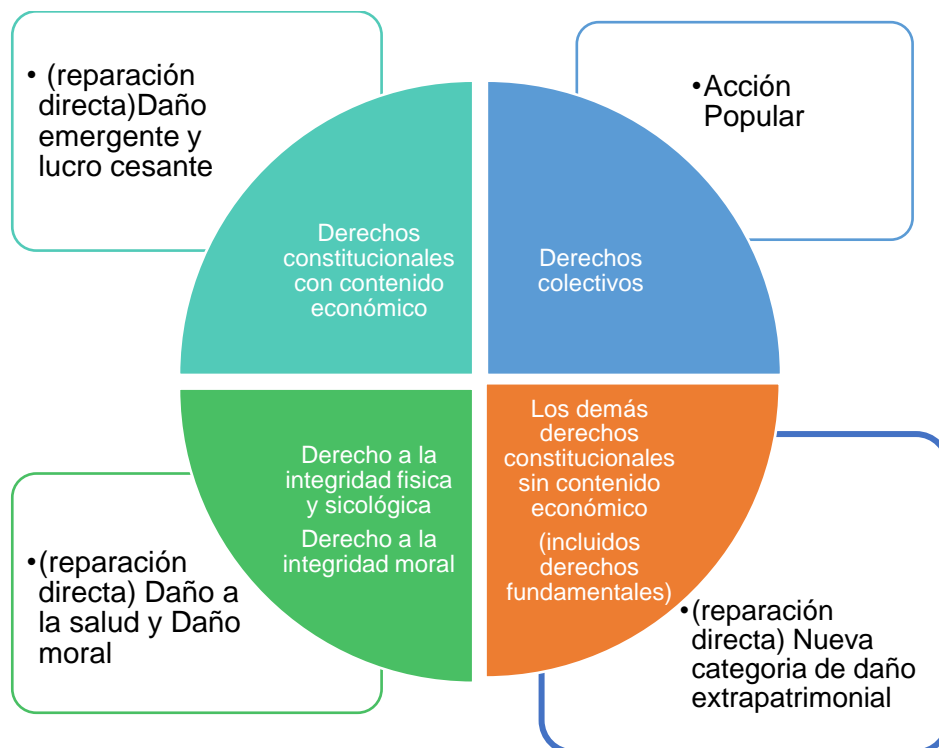 • (reparación
directa)Daño
emergente y
lucro cesante
•Acción
Popular
Derechos
constitucionales
con contenido
económico
Derechos
colectivos
Derecho a la
integridad fisica
y sicológica
Derecho a la
integridad moral
Los demás
derechos
constitucionales
sin contenido
económico
(incluidos
derechos
fundamentales)
•(reparación
directa) Daño a
la salud y Daño
moral
•(reparación
directa) Nueva
categoria de daño
extrapatrimonial